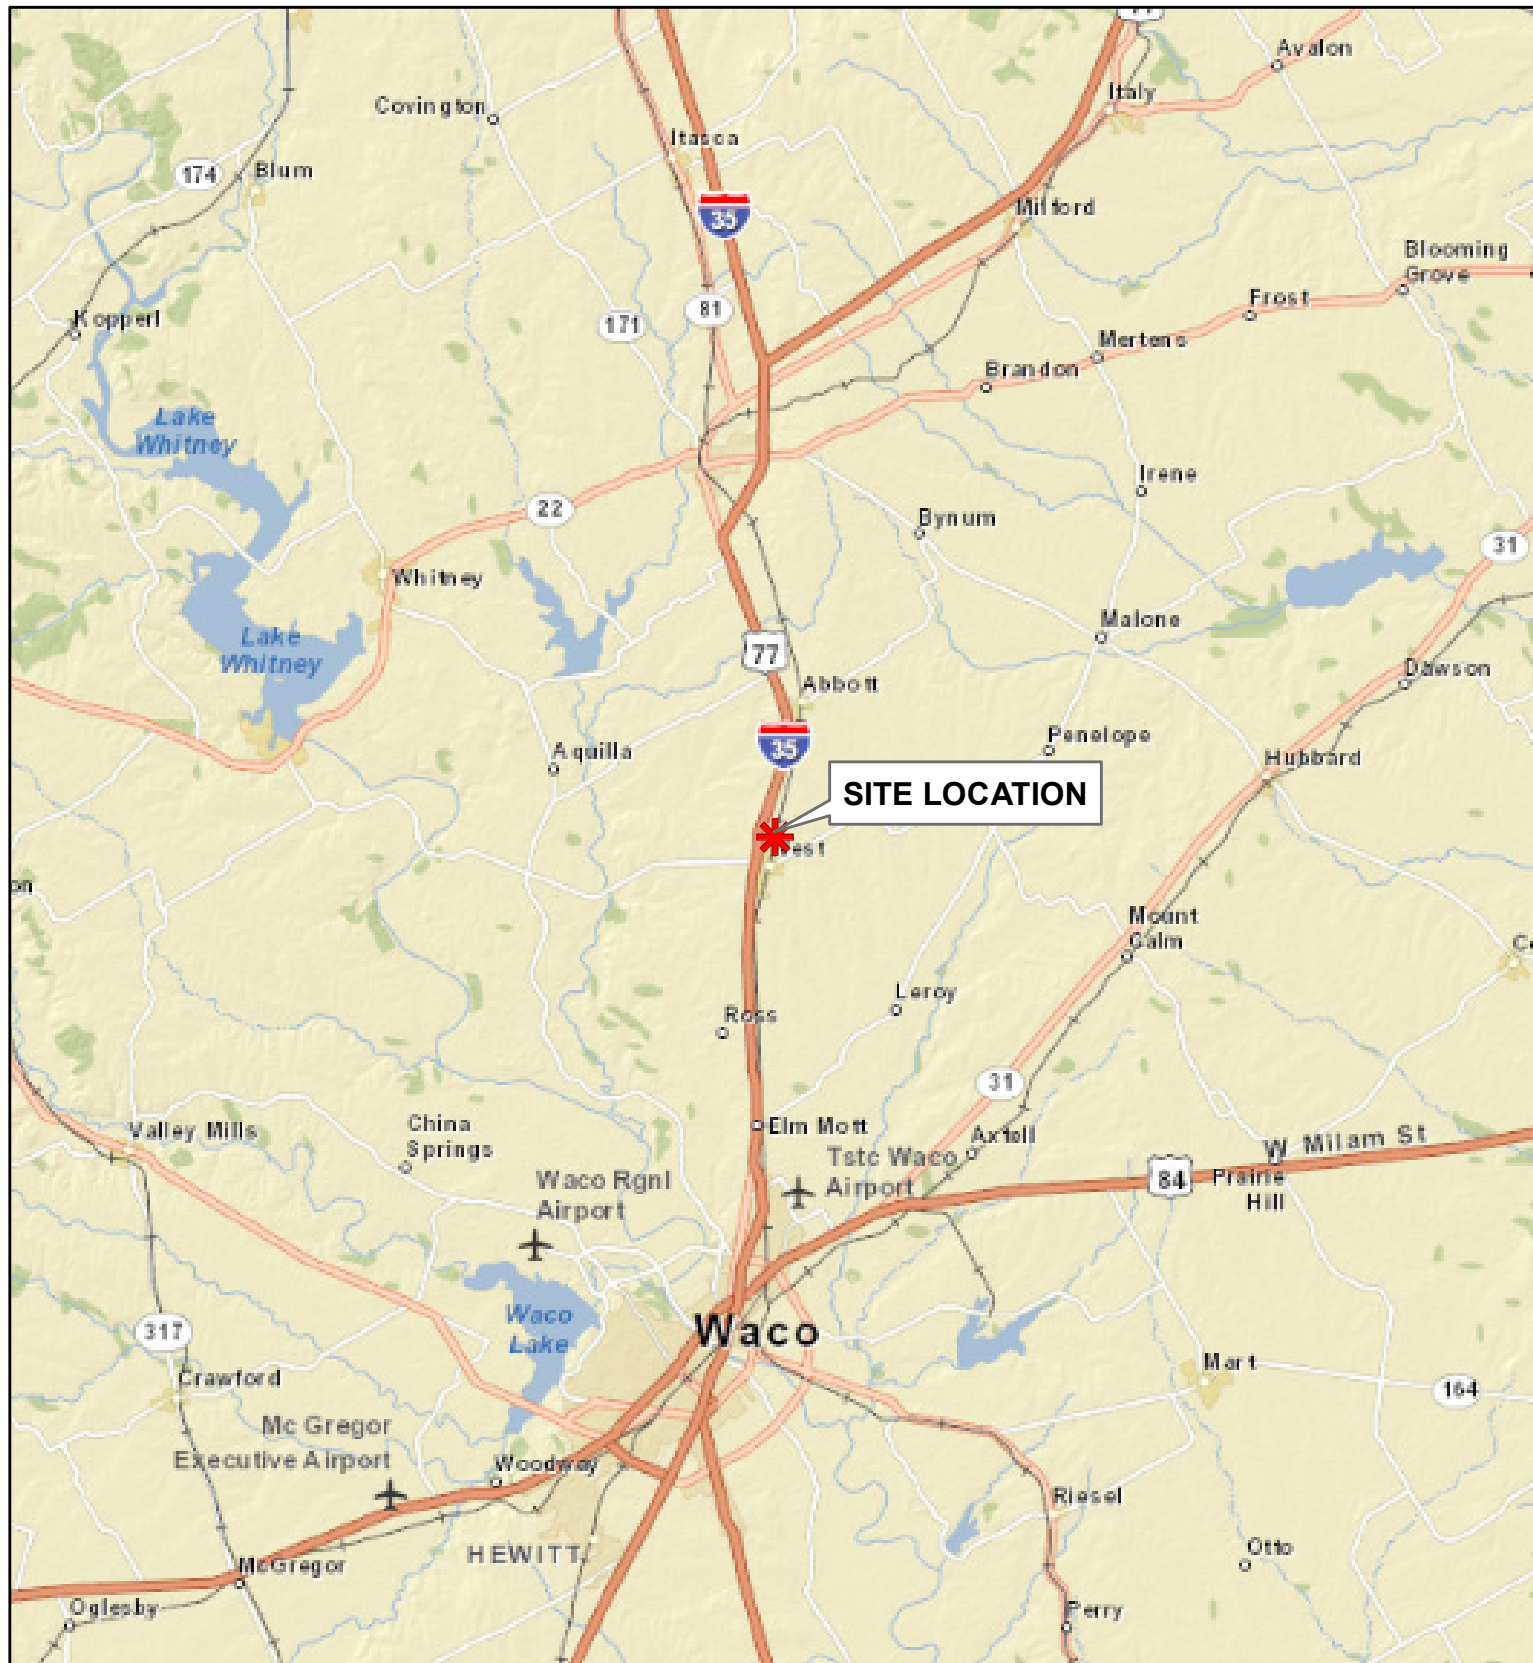 77
Avalon
Covington
Italy
Itasca
174
Blum
35
Milford
Blooming
Grove
Frost
81
171
Kopperl
Mertens
Brandon
Lake
Whitney
Irene
22
Bynum
31
Whitney
Malone
Lake
Whitney
77
Dawson
Abbott
Penelope
35
Aquilla
Hubbard
SITE LOCATION
est
on
Mount
Calm
Ce
Leroy
Ross
31
Elm Mott
China
Springs
Valley Mills
Axtell
W Milam St
Tstc Waco
Airport
Waco Rgnl
Airport
84
Prairie
Hill
Waco
Lake
317
Waco
Mart
Crawford
164
Mc Gregor
Executive Airport
Woodway
Riesel
HEWITT
Otto
McGregor
Oglesby
Perry